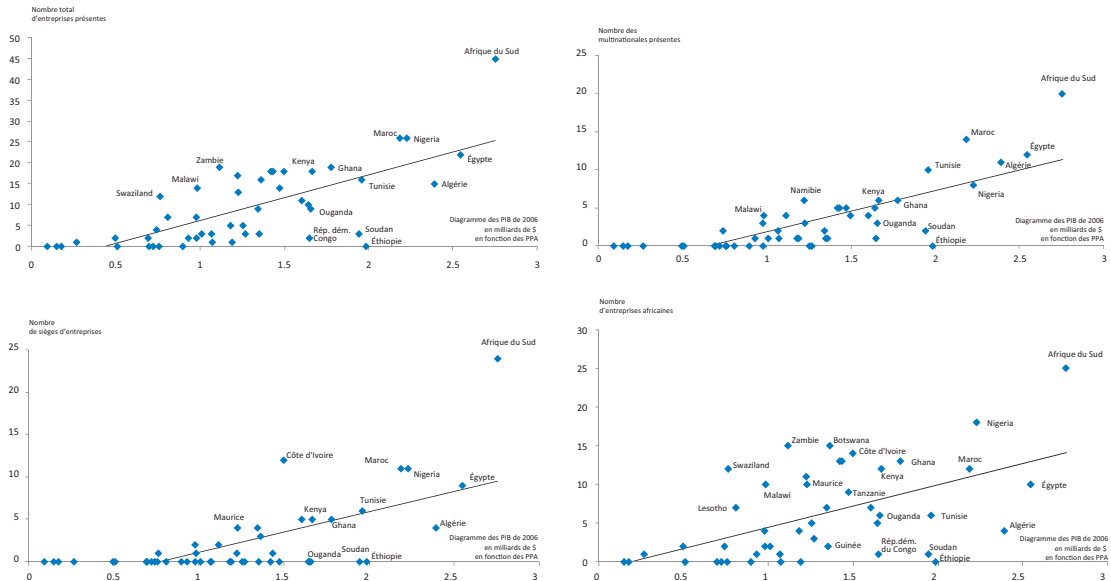 Nombre total
d'entreprises présentes
50
45
40
35
30
25
20
15
10
5
0
0 0.5 1 1.5 2 2.5 3
Afrique du Sud
Maroc
Nigeria
Égypte
Zambie
Kenya
Ghana
Malawi
Swaziland
Tunisie
Algérie
Ouganda
Rép. dém.
Congo
Soudan
Éthiopie
Diagramme des PIB de 2006
en milliards de $
en fonction des PPA
Nombre des
multinationales présentes
25
20
15
10
5
0
0 0.5 1 1.5 2 2.5 3
Afrique du Sud
Maroc
Égypte
Tunisie
Algérie
Nigeria
Namibie
Kenya
Ghana
Malawi
Ouganda
Soudan
Éthiopie
Diagramme des PIB de 2006
en milliards de $
en fonction des PPA
Nombre
de sièges d'entreprises
25
20
15
10
5
0
0 0.5 1 1.5 2 2.5 3
Afrique du Sud
Côte d'Ivoire
Maroc
Nigeria
Égypte
Tunisie
Maurice
Kenya
Ghana
Algérie
Ouganda
Soudan
Éthiopie
Diagramme des PIB de 2006
en milliards de $
en fonction des PPA
Nombre
d'entreprises africaines
30
25
20
15
10
5
0
0 0.5 1 1.5 2 2.5 3
Afrique du Sud
Nigeria
Zambie
Botswana
Côte d'Ivoire
Ghana
Maroc
Swaziland
Kenya
Malawi
Maurice
Égypte
Tanzanie
Lesotho
Ouganda
Tunisie
Algérie
Guinée
Rép.dém.
du Congo
Soudan
Éthiopie
Diagramme des PIB de 2006
en milliards de $
en fonction des PPA